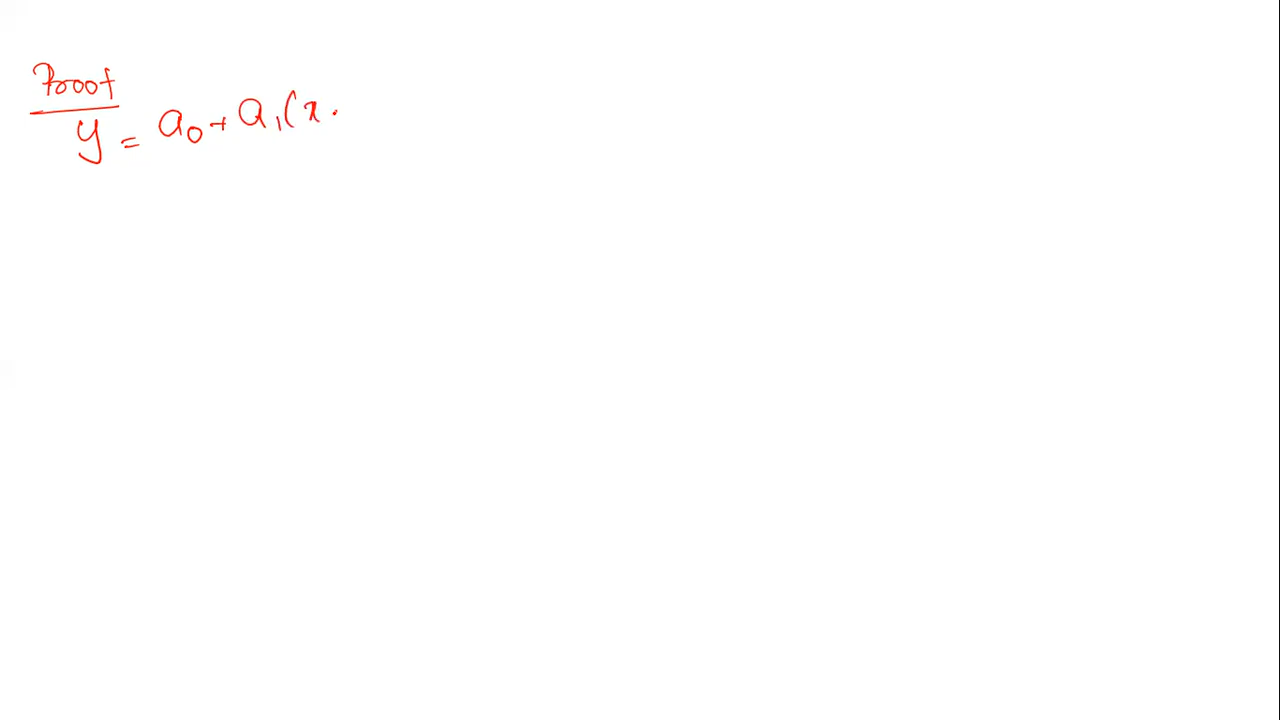 Proof
y = a₀ + a₁(x .